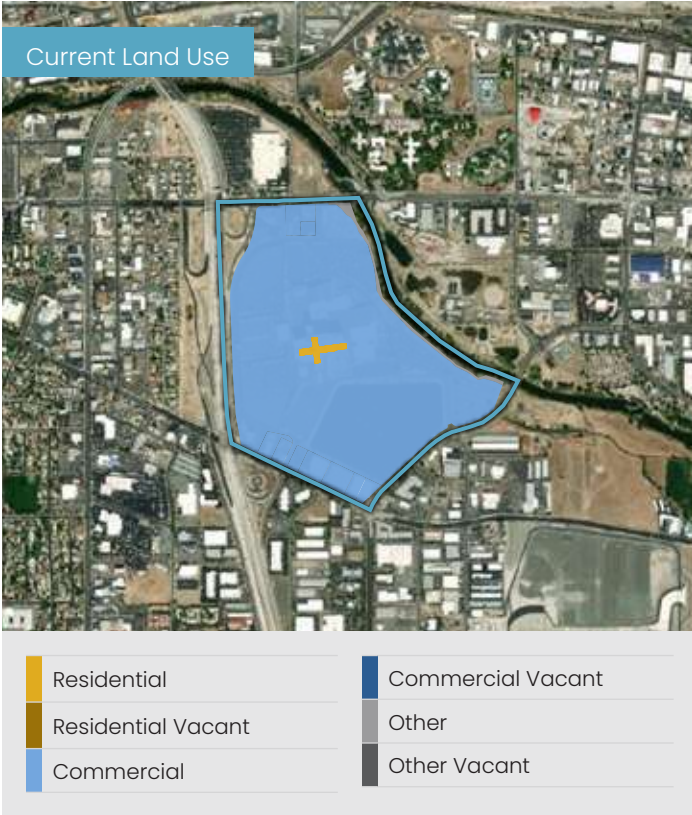 Current Land Use
Residential
Residential Vacant
Commercial
Commercial Vacant
Other
Other Vacant